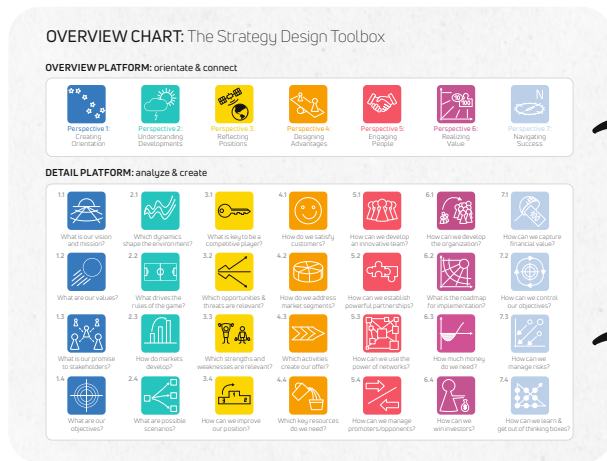 OVERVIEW CHART: The Strategy Design Toolbox
OVERVIEW PLATFORM: orientate & connect
N
10
100
Perspective 1: Perspective 2: Perspective 3: Perspective 4: Perspective 5: Perspective 6: Perspective 7:
Creating Understanding Reflecting Designing Engaging Realizing Navigating
Orientation Developments Positions Advantages People Value Success
DETAIL PLATFORM: analyze & create
1.1 2.1 3.1 4.1 5.1 6.1 7.1
What is our vision Which dynamics What is key to be a How do we satisfy How can we develop How can we develop How can we capture
and mission? shape the environment? competitive player? customers? an innovative team? the organization? financial value?
1.2 2.2 3.2 4.2 5.2 6.2 7.2
What are our values? What drives the Which opportunities & How do we address How can we establish What is the roadmap How can we control
rules of the game? threats are relevant? market segments? powerful partnerships? for implementation? our objectives?
1.3 2.3 3.3 4.3 5.3 6.3 7.3
What is our promise How do markets Which strengths and Which activities How can we use the How much money How can we
to stakeholders? develop? weaknesses are relevant? create our offer? power of networks? do we need? manage risks?
1.4 2.4 3.4 4.4 5.4 6.4 7.4
2 1 3
What are our What are possible How can we improve Which key resources How can we manage How can we How can we learn &
objectives? scenarios? our position? do we need? promoters/opponents? win investors? get out of thinking boxes?